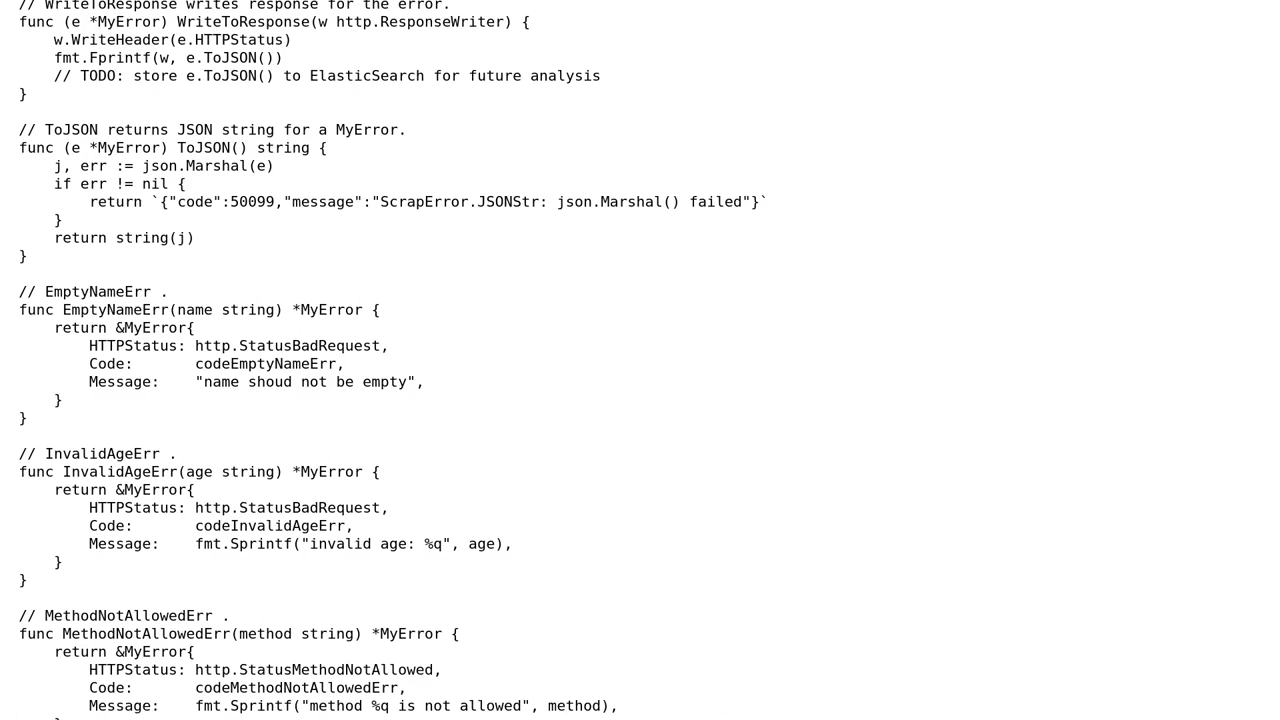 // WriteToResponse writes response for the error.
func (e *MyError) WriteToResponse(w http.ResponseWriter) {
    w.WriteHeader(e.HTTPStatus)
    fmt.Fprintf(w, e.ToJSON())
    // TODO: store e.ToJSON() to ElasticSearch for future analysis
}

// ToJSON returns JSON string for a MyError.
func (e *MyError) ToJSON() string {
    j, err := json.Marshal(e)
    if err != nil {
        return `{"code":50099,"message":"ScrapError.JSONStr: json.Marshal() failed"}`
    }
    return string(j)
}

// EmptyNameErr .
func EmptyNameErr(name string) *MyError {
    return &MyError{
        HTTPStatus: http.StatusBadRequest,
        Code:       codeEmptyNameErr,
        Message:    "name shoud not be empty",
    }
}

// InvalidAgeErr .
func InvalidAgeErr(age string) *MyError {
    return &MyError{
        HTTPStatus: http.StatusBadRequest,
        Code:       codeInvalidAgeErr,
        Message:    fmt.Sprintf("invalid age: %q", age),
    }
}

// MethodNotAllowedErr .
func MethodNotAllowedErr(method string) *MyError {
    return &MyError{
        HTTPStatus: http.StatusMethodNotAllowed,
        Code:       codeMethodNotAllowedErr,
        Message:    fmt.Sprintf("method %q is not allowed", method),